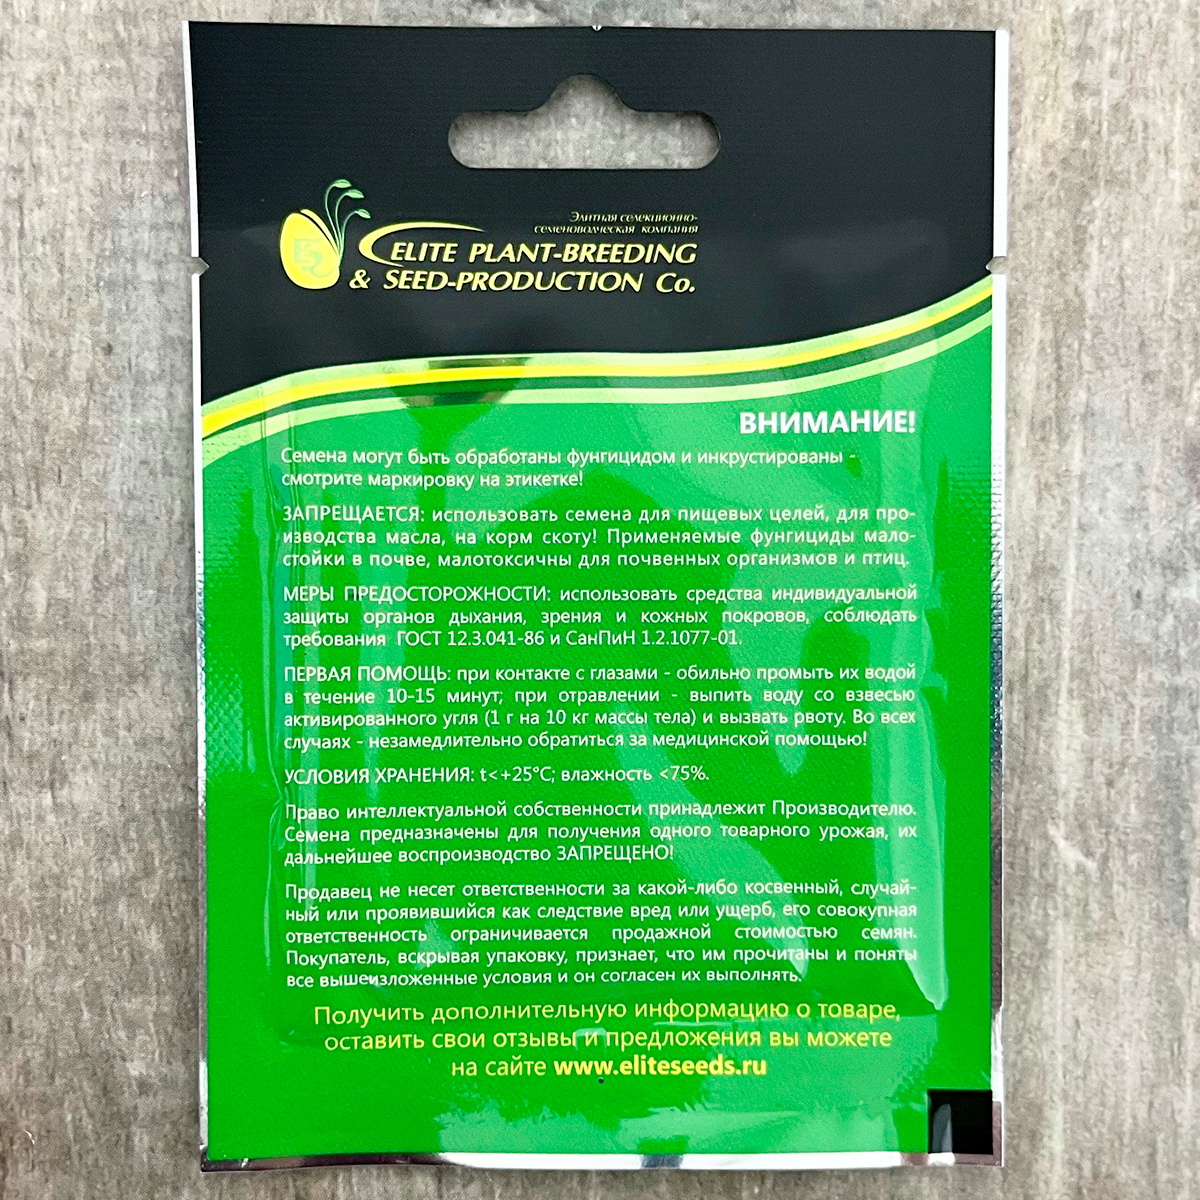 Элитная селекционно-
семеноводческая компания
ELITE PLANT-BREEDING
& SEED-PRODUCTION Co.
ВНИМАНИЕ!
Семена могут быть обработаны фунгицидом и инкрустированы -
смотрите маркировку на этикетке!
ЗАПРЕЩАЕТСЯ: использовать семена для пищевых целей, для про-
изводства масла, на корм скоту! Применяемые фунгициды мало-
стойки в почве, малотоксичны для почвенных организмов и птиц.
МЕРЫ ПРЕДОСТОРОЖНОСТИ: использовать средства индивидуальной
защиты органов дыхания, зрения и кожных покровов, соблюдать
требования ГОСТ 12.3.041-86 и СанПиН 1.2.1077-01.
ПЕРВАЯ ПОМОЩЬ: при контакте с глазами - обильно промыть их водой
в течение 10-15 минут; при отравлении - выпить воду со взвесью
активированного угля (1 г на 10 кг массы тела) и вызвать рвоту. Во всех
случаях - незамедлительно обратиться за медицинской помощью!
УСЛОВИЯ ХРАНЕНИЯ: t<+25°C; влажность <75%.
Право интеллектуальной собственности принадлежит Производителю.
Семена предназначены для получения одного товарного урожая, их
дальнейшее воспроизводство ЗАПРЕЩЕНО!
Продавец не несет ответственности за какой-либо косвенный, случай-
ный или проявившийся как следствие вред или ущерб, его совокупная
ответственность ограничивается продажной стоимостью семян.
Покупатель, вскрывая упаковку, признает, что им прочитаны и поняты
все вышеизложенные условия и он согласен их выполнять.
Получить дополнительную информацию о товаре,
оставить свои отзывы и предложения вы можете
на сайте www.eliteseeds.ru